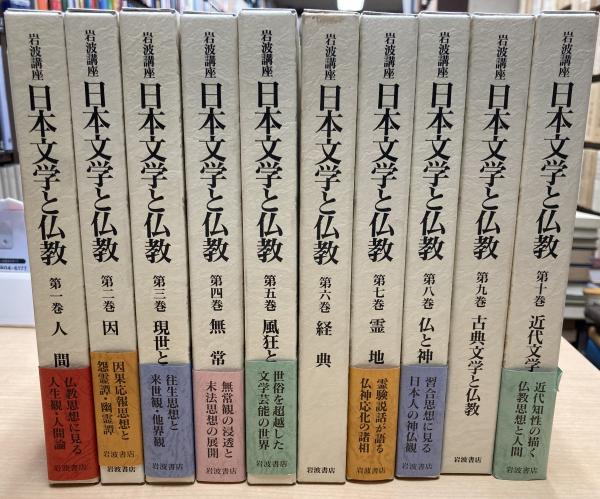 岩波講座
日本文学と仏教
第一巻 人間
仏教思想に見る
人生観・人間論
岩波書店
岩波講座
日本文学と仏教
第二巻 因
因果応報思想と
怨霊譚・幽霊譚
岩波書店
岩波講座
日本文学と仏教
第三巻 現世と
往生思想と
来世観・他界観
岩波書店
岩波講座
日本文学と仏教
第四巻 無常
無常観の浸透と
末法思想の展開
岩波書店
岩波講座
日本文学と仏教
第五巻 風狂と
世俗を超越した
文学芸能の世界
岩波書店
岩波講座
日本文学と仏教
第六巻 経典
岩波書店
岩波講座
日本文学と仏教
第七巻 霊地
霊験説話が語る
仏神応化の諸相
岩波書店
岩波講座
日本文学と仏教
第八巻 仏と神
習合思想に見る
日本人の神仏観
岩波書店
岩波講座
日本文学と仏教
第九巻 古典文学と仏教
岩波書店
岩波講座
日本文学と仏教
第十巻 近代文学
近代知性の描く
仏教思想と人間
岩波書店